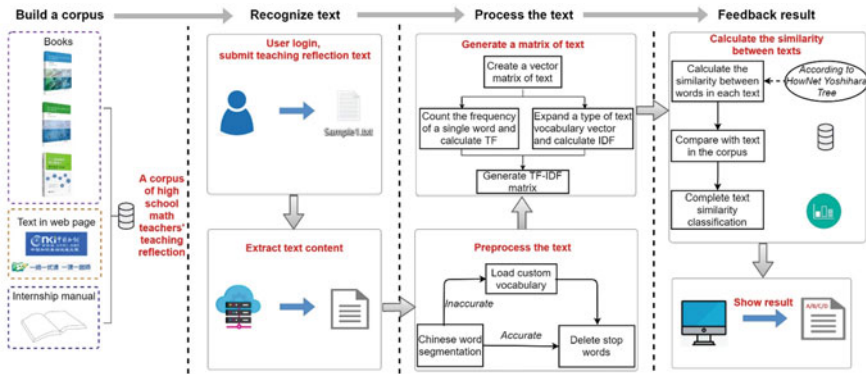 Build a corpus
Recognize text
Process the text
Feedback result
Books
Text in web page
Internship manual
A corpus
of high
school
math
teachers'
teaching
reflection
User login,
submit teaching reflection text
Sample1.txt
Extract text content
Generate a matrix of text
Create a vector
matrix of text
Count the frequency
of a single word and
calculate TF
Expand a type of text
vocabulary vector
and calculate IDF
Generate TF-IDF
matrix
Preprocess the text
Load custom
vocabulary
Inaccurate
Chinese word
segmentation
Accurate
Delete stop
words
Calculate the similarity
between texts
Calculate the
similarity between
words in each text
According to
HowNet Yoshihara
Tree
Compare with text
in the corpus
Complete text
similarity
classification
Show result
A/B/C/D